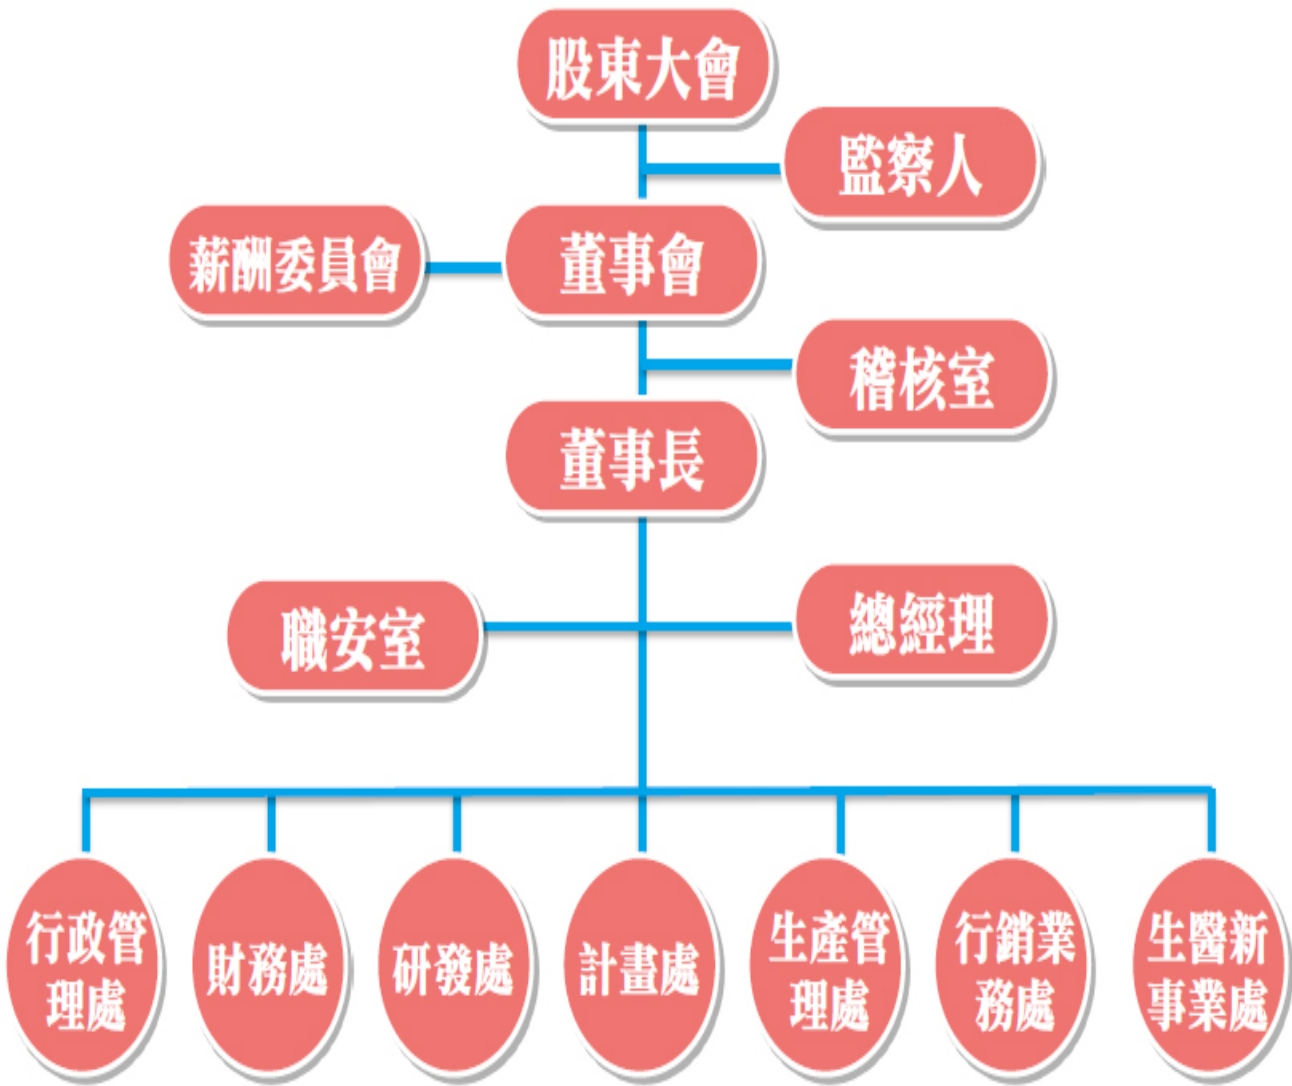 股東大會
監察人
薪酬委員會
董事會
稽核室
董事長
職安室
總經理
行政管
理處
財務處
研發處
計畫處
生產管
理處
行銷業
務處
生醫新
事業處